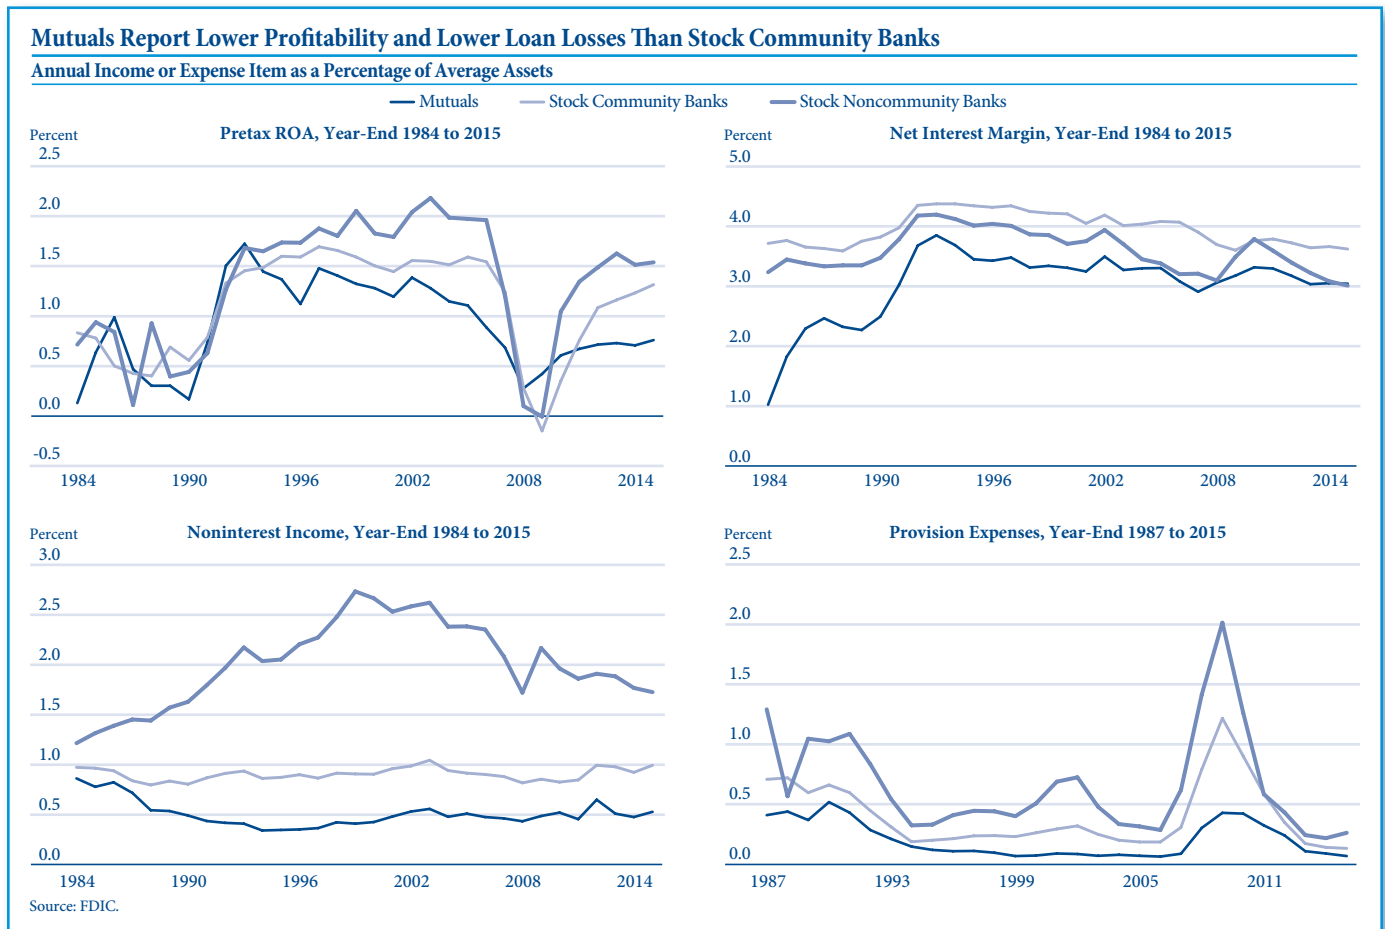 Mutuals Report Lower Profitability and Lower Loan Losses Than Stock Community Banks
Annual Income or Expense Item as a Percentage of Average Assets
Mutuals Stock Community Banks Stock Noncommunity Banks
Percent Pretax ROA, Year-End 1984 to 2015
2.5
2.0
1.5
1.0
0.5
0.0
-0.5
1984 1990 1996 2002 2008 2014
Percent Net Interest Margin, Year-End 1984 to 2015
5.0
4.0
3.0
2.0
1.0
0.0
1984 1990 1996 2002 2008 2014
Percent Noninterest Income, Year-End 1984 to 2015
3.0
2.5
2.0
1.5
1.0
0.5
0.0
1984 1990 1996 2002 2008 2014
Percent Provision Expenses, Year-End 1987 to 2015
2.5
2.0
1.5
1.0
0.5
0.0
1987 1993 1999 2005 2011
Source: FDIC.